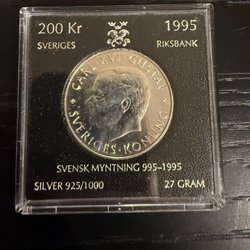 200 Kr 1995
SVERIGES RIKSBANK
CARL XVI GUSTAF
SVERIGES KONUNG
SVENSK MYNTNING 995-1995
SILVER 925/1000 27 GRAM